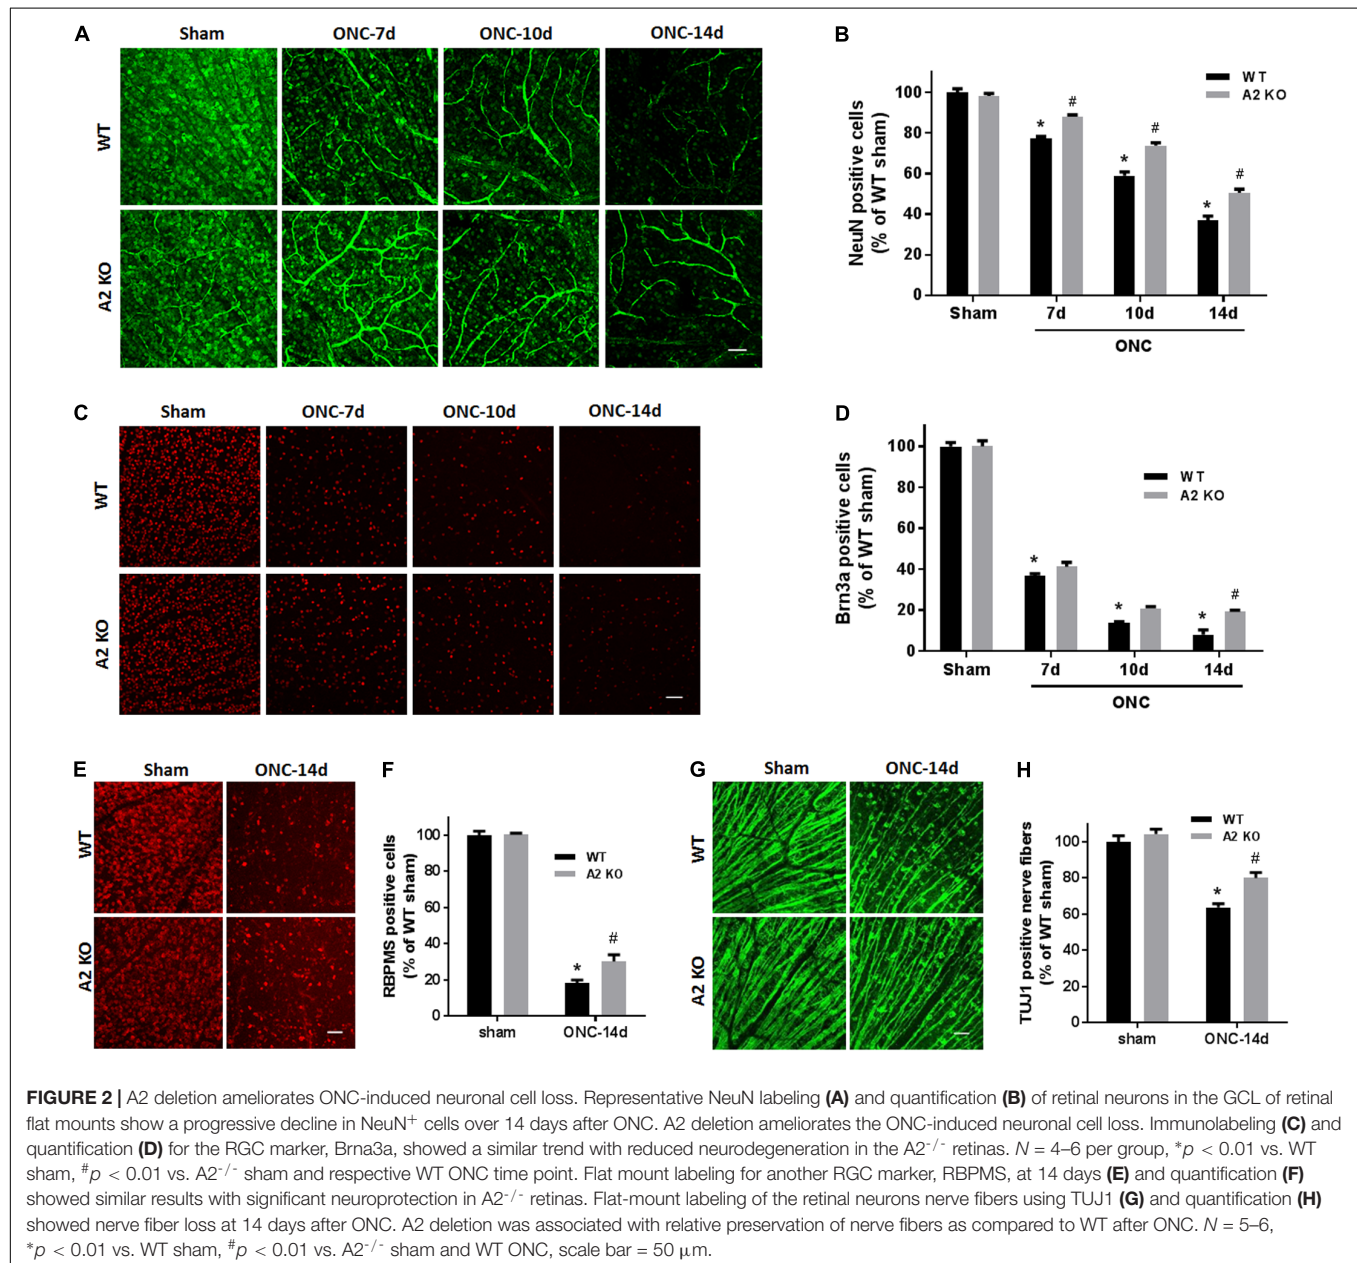 A
Sham ONC-7d ONC-10d ONC-14d
WT
A2 KO
B
NeuN positive cells
(% of WT sham)
100
80
60
40
20
0
WT
A2 KO
* # * # * #
Sham 7d 10d 14d
ONC
C
Sham ONC-7d ONC-10d ONC-14d
WT
A2 KO
D
Brn3a positive cells
(% of WT sham)
100
80
60
40
20
0
WT
A2 KO
* * * #
Sham 7d 10d 14d
ONC
E
Sham ONC-14d
WT
A2 KO
F
RBPMS positive cells
(% of WT sham)
100
80
60
40
20
0
WT
A2 KO
* #
sham ONC-14d
G
Sham ONC-14d
WT
A2 KO
H
TUJ1 positive nerve fibers
(% of WT sham)
100
80
60
40
20
0
WT
A2 KO
* #
sham ONC-14d
FIGURE 2 | A2 deletion ameliorates ONC-induced neuronal cell loss. Representative NeuN labeling (A) and quantification (B) of retinal neurons in the GCL of retinal
flat mounts show a progressive decline in NeuN⁺ cells over 14 days after ONC. A2 deletion ameliorates the ONC-induced neuronal cell loss. Immunolabeling (C) and
quantification (D) for the RGC marker, Brna3a, showed a similar trend with reduced neurodegeneration in the A2⁻/⁻ retinas. N = 4–6 per group, *p < 0.01 vs. WT
sham, #p < 0.01 vs. A2⁻/⁻ sham and respective WT ONC time point. Flat mount labeling for another RGC marker, RBPMS, at 14 days (E) and quantification (F)
showed similar results with significant neuroprotection in A2⁻/⁻ retinas. Flat-mount labeling of the retinal neurons nerve fibers using TUJ1 (G) and quantification (H)
showed nerve fiber loss at 14 days after ONC. A2 deletion was associated with relative preservation of nerve fibers as compared to WT after ONC. N = 5–6,
*p < 0.01 vs. WT sham, #p < 0.01 vs. A2⁻/⁻ sham and WT ONC, scale bar = 50 μm.